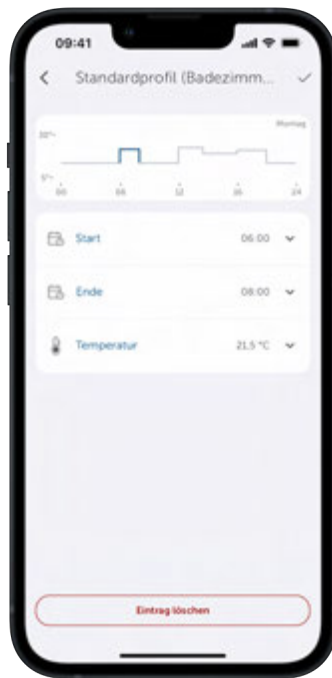 09:41
Standardprofil (Badezimm...
Montag
30°
5°
00 06 12 18 24
Start 06:00
Ende 08:00
Temperatur 21,5 °C
Eintrag löschen